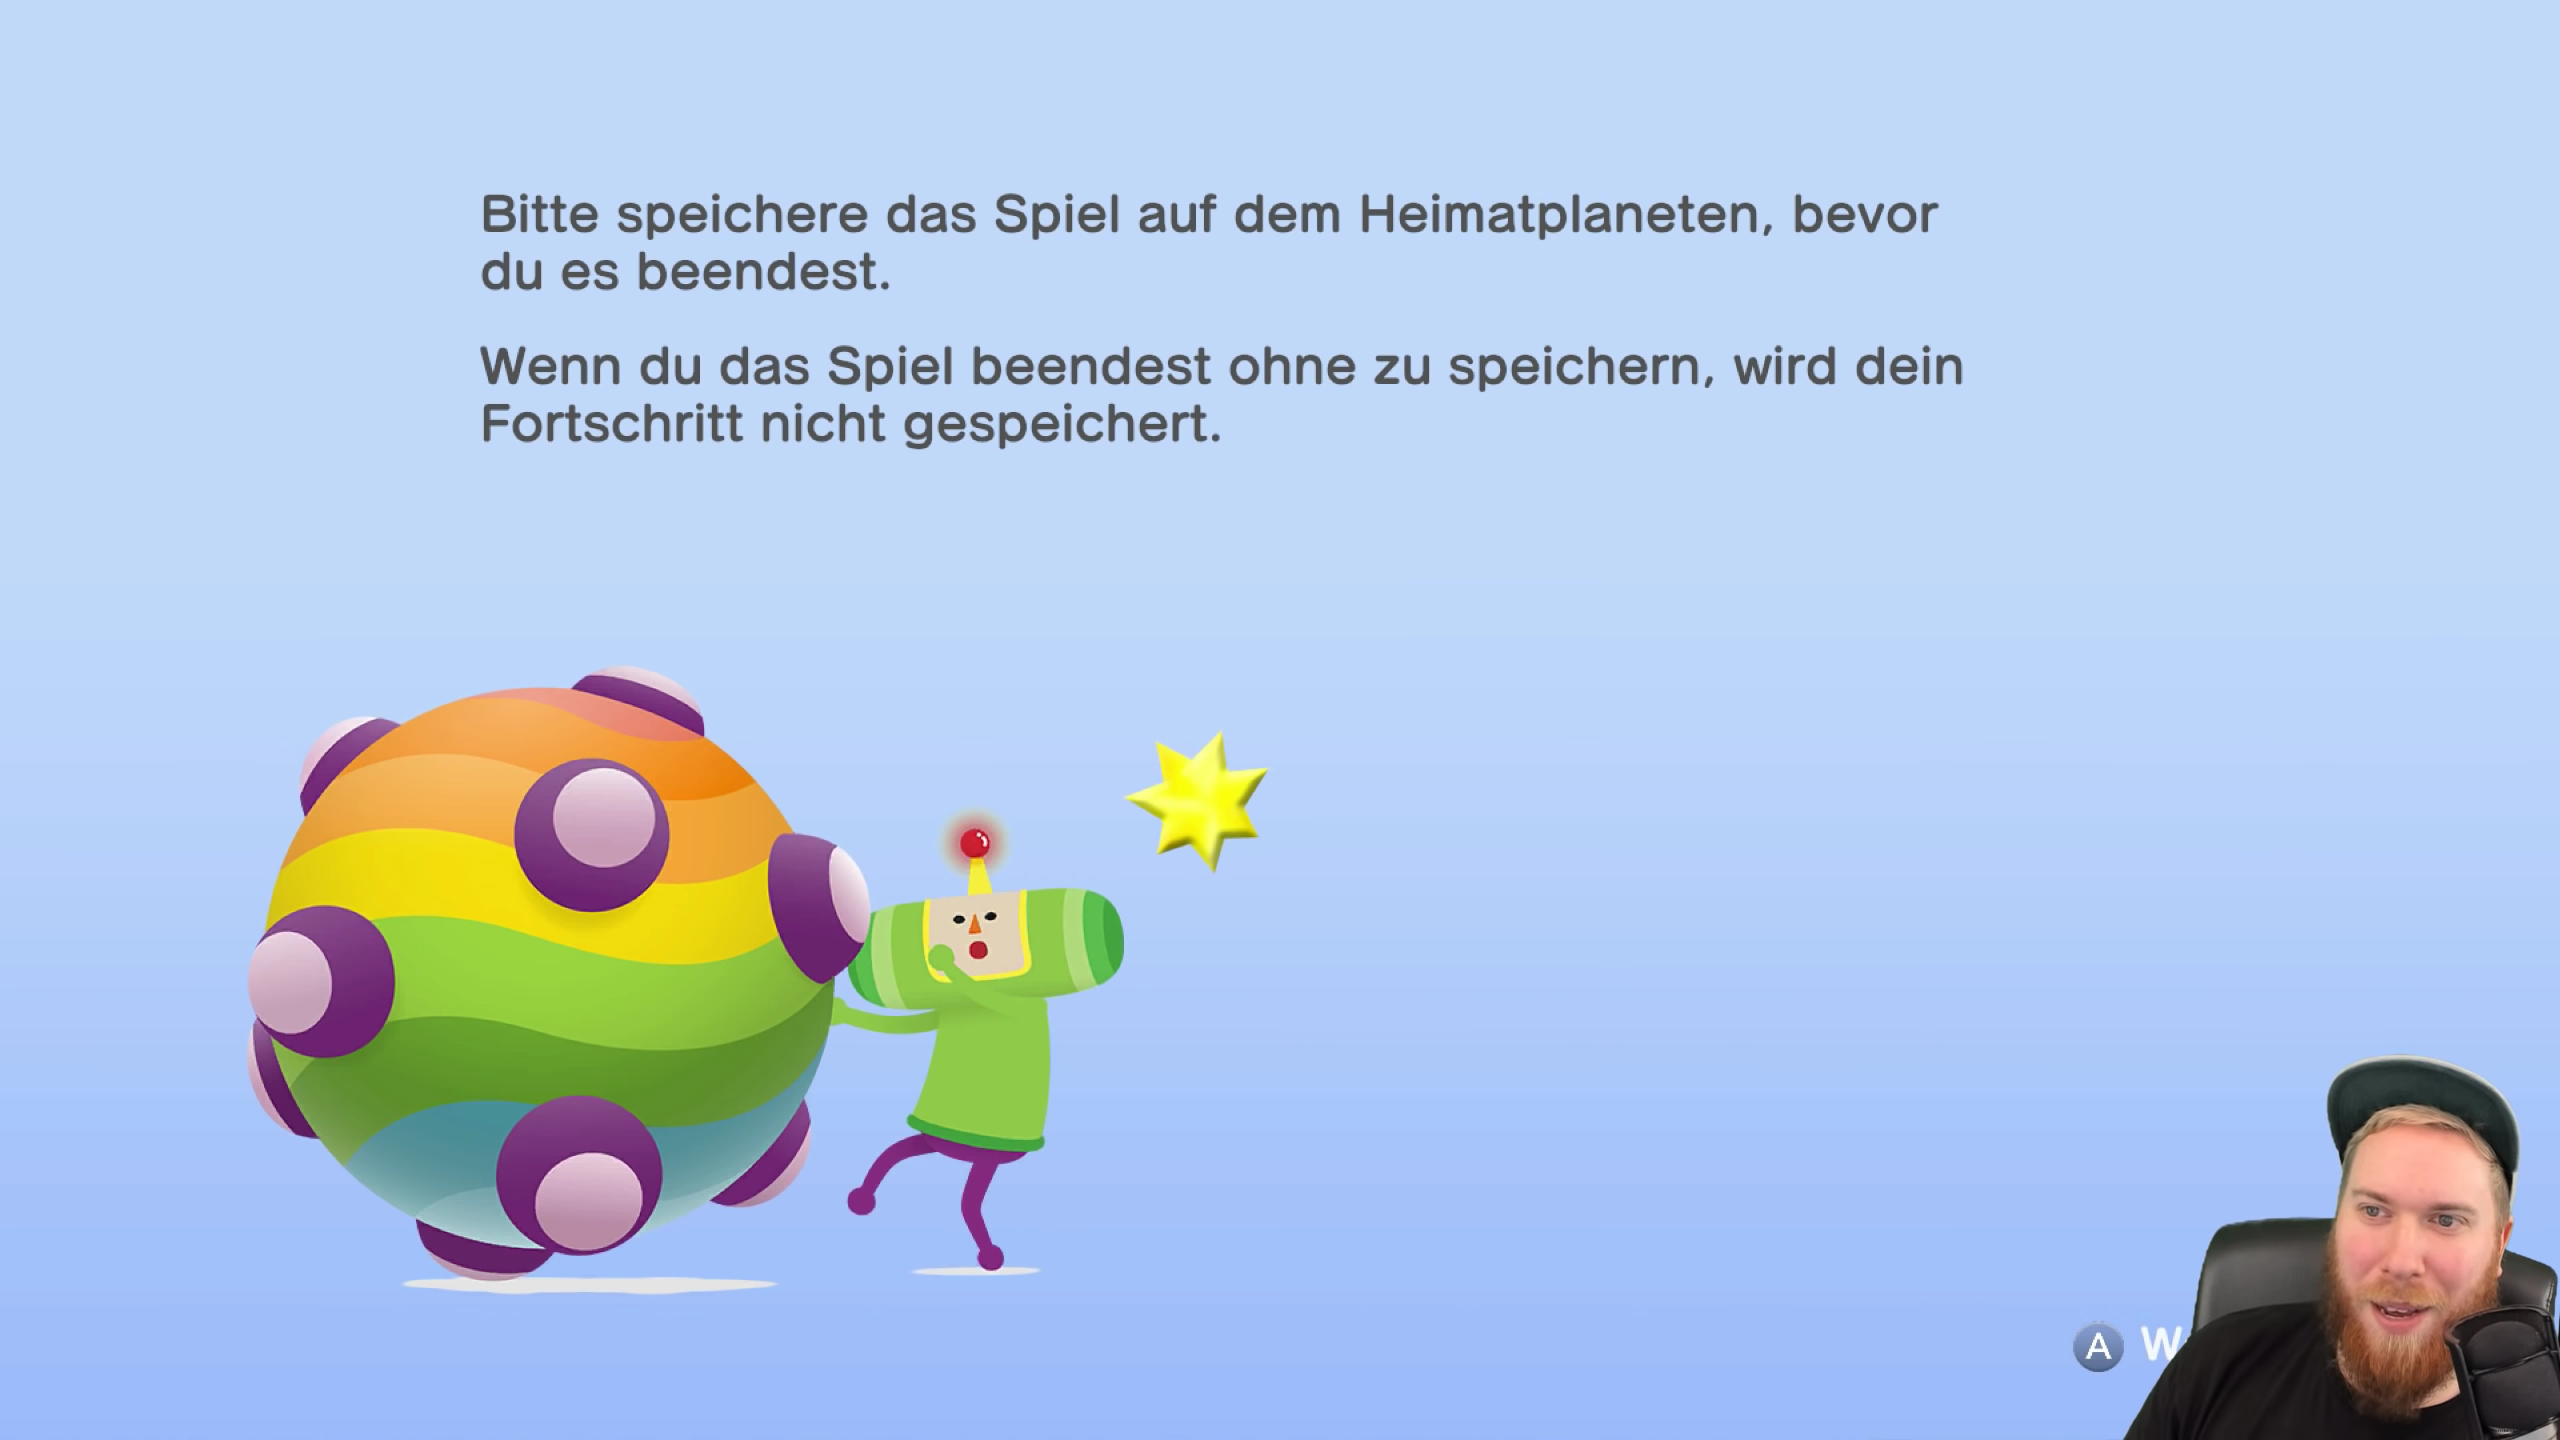 Bitte speichere das Spiel auf dem Heimatplaneten, bevor
du es beendest.
Wenn du das Spiel beendest ohne zu speichern, wird dein
Fortschritt nicht gespeichert.
A